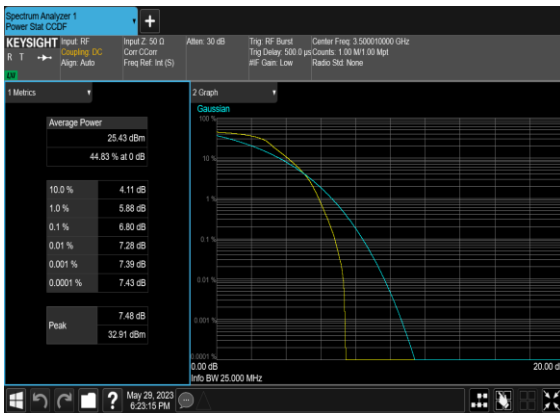 Spectrum Analyzer 1
Power Stat CCDF
KEYSIGHT
R T
LV
Input: RF
Coupling: DC
Align: Auto
Input Z: 50 Ω
Corr CCorr
Freq Ref: Int (S)
Atten: 30 dB
Trig: RF Burst
Trig Delay: 500.0 µs
#IF Gain: Low
Center Freq: 3.500010000 GHz
Counts: 1.00 M/1.00 Mpt
Radio Std: None
1 Metrics
Average Power
25.43 dBm
44.83 % at 0 dB
10.0 % 4.11 dB
1.0 % 5.88 dB
0.1 % 6.80 dB
0.01 % 7.28 dB
0.001 % 7.39 dB
0.0001 % 7.43 dB
Peak
7.48 dB
32.91 dBm
2 Graph
Gaussian
100 %
10 %
1 %
0.1 %
0.01 %
0.001 %
0.0001 %
0.00 dB
20.00 dB
Info BW 25.000 MHz
May 29, 2023
6:23:15 PM